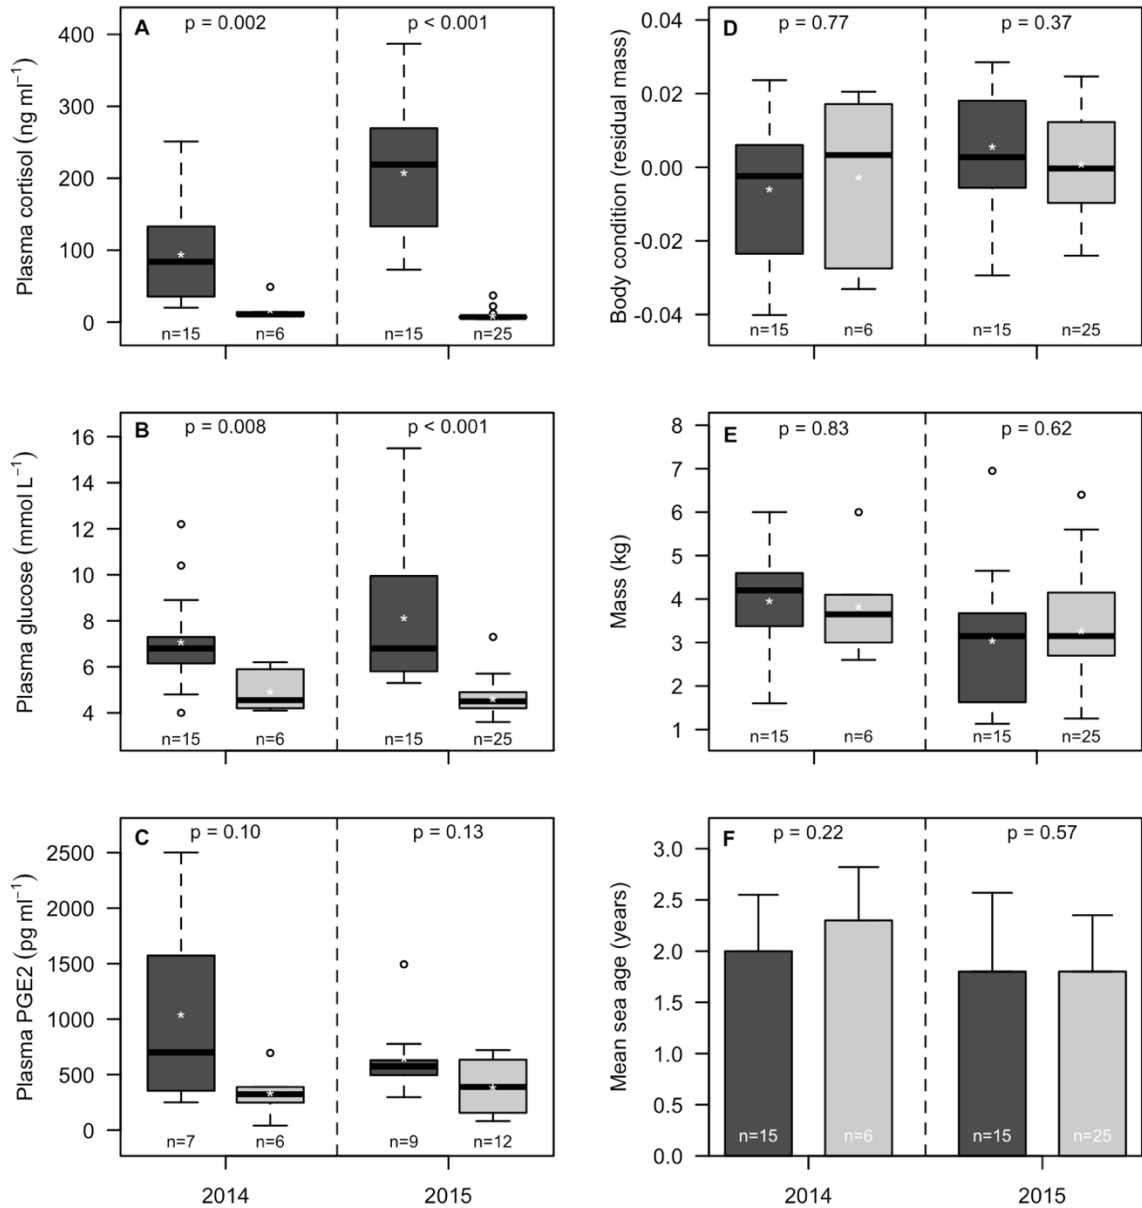 A
p = 0.002
p < 0.001
Plasma cortisol (ng ml⁻¹)
400
300
200
100
0
n=15
n=6
n=15
n=25
D
p = 0.77
p = 0.37
Body condition (residual mass)
0.04
0.02
0.00
-0.02
-0.04
n=15
n=6
n=15
n=25
B
p = 0.008
p < 0.001
Plasma glucose (mmol L⁻¹)
16
14
12
10
8
6
4
n=15
n=6
n=15
n=25
E
p = 0.83
p = 0.62
Mass (kg)
8
7
6
5
4
3
2
1
n=15
n=6
n=15
n=25
C
p = 0.10
p = 0.13
Plasma PGE2 (pg ml⁻¹)
2500
2000
1500
1000
500
0
n=7
n=6
n=9
n=12
2014
2015
F
p = 0.22
p = 0.57
Mean sea age (years)
3.0
2.5
2.0
1.5
1.0
0.5
0.0
n=15
n=6
n=15
n=25
2014
2015